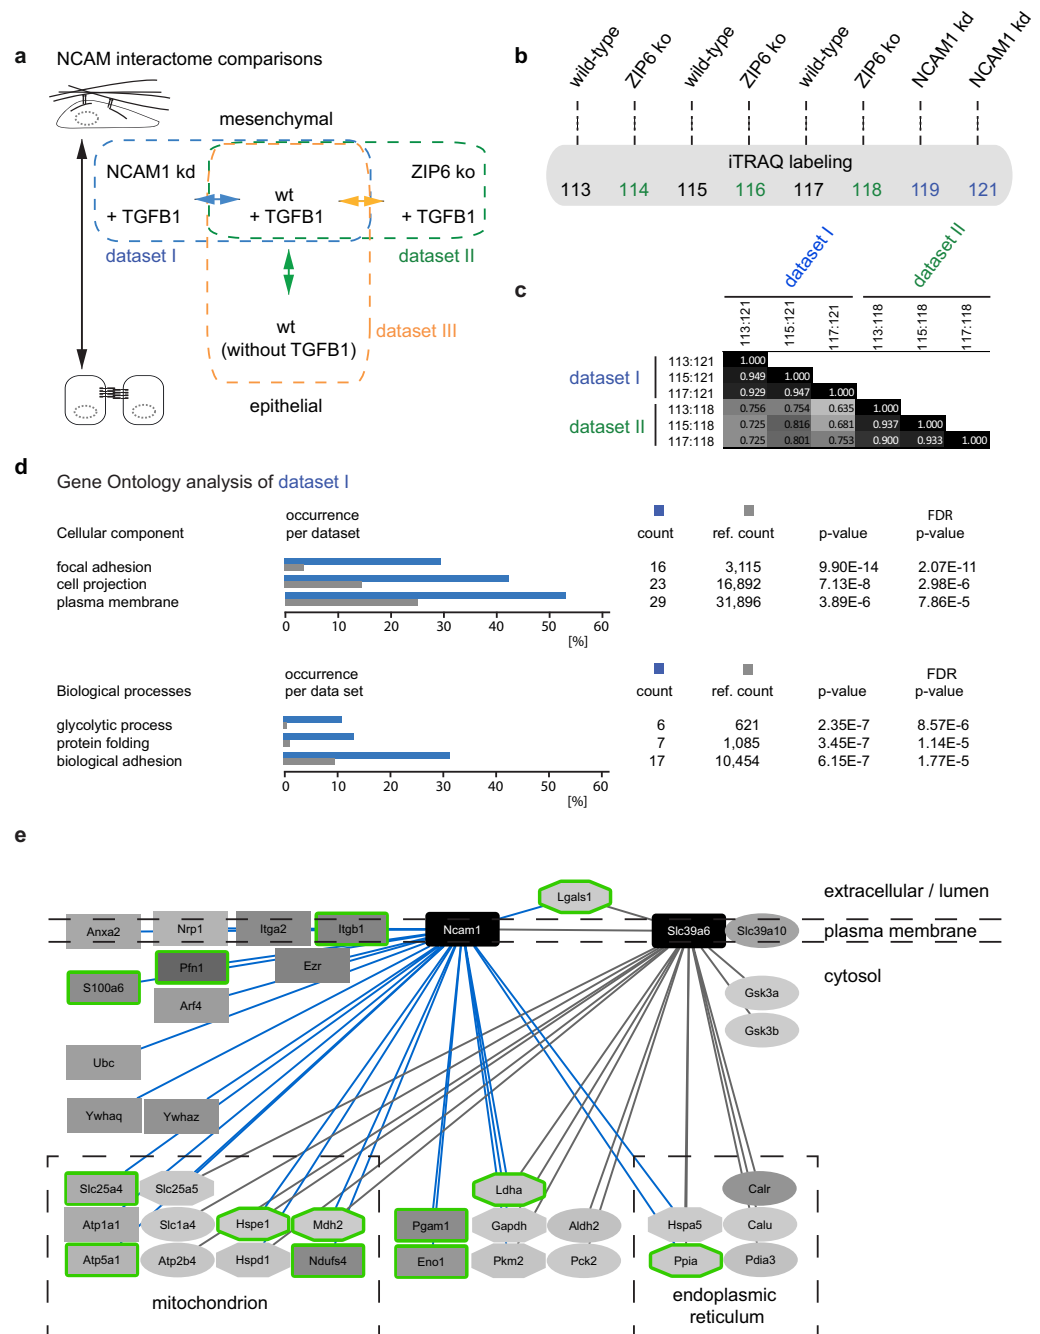 a NCAM interactome comparisons
mesenchymal
NCAM1 kd
+ TGFB1
wt
+ TGFB1
ZIP6 ko
+ TGFB1
dataset I
dataset II
wt
(without TGFB1)
dataset III
epithelial
b
wild-type ZIP6 ko wild-type ZIP6 ko wild-type ZIP6 ko NCAM1 kd NCAM1 kd
iTRAQ labeling
113 114 115 116 117 118 119 121
c
dataset I dataset II
113:121 115:121 117:121 113:118 115:118 117:118
dataset I
113:121 1.000
115:121 0.949 1.000
117:121 0.929 0.947 1.000
dataset II
113:118 0.756 0.754 0.635 1.000
115:118 0.725 0.816 0.681 0.937 1.000
117:118 0.725 0.801 0.753 0.900 0.933 1.000
d
Gene Ontology analysis of dataset I
Cellular component
occurrence
per dataset
count
ref. count
p-value
FDR
p-value
focal adhesion 16 3,115 9.90E-14 2.07E-11
cell projection 23 16,892 7.13E-8 2.98E-6
plasma membrane 29 31,896 3.89E-6 7.86E-5
0 10 20 30 40 50 60
[%]
Biological processes
occurrence
per data set
count
ref. count
p-value
FDR
p-value
glycolytic process 6 621 2.35E-7 8.57E-6
protein folding 7 1,085 3.45E-7 1.14E-5
biological adhesion 17 10,454 6.15E-7 1.77E-5
0 10 20 30 40 50 60
[%]
e
Lgals1
extracellular / lumen
Anxa2 Nrp1 Itga2 Itgb1 Ncam1 Slc39a6 Slc39a10
plasma membrane
cytosol
S100a6 Pfn1 Ezr
Arf4
Gsk3a
Gsk3b
Ubc
Ywhaq Ywhaz
Slc25a4 Slc25a5 Ldha Calr
Atp1a1 Slc1a4 Hspe1 Mdh2 Pgam1 Gapdh Aldh2 Hspa5 Calu
Atp5a1 Atp2b4 Hspd1 Ndufs4 Eno1 Pkm2 Pck2 Ppia Pdia3
mitochondrion
endoplasmic
reticulum